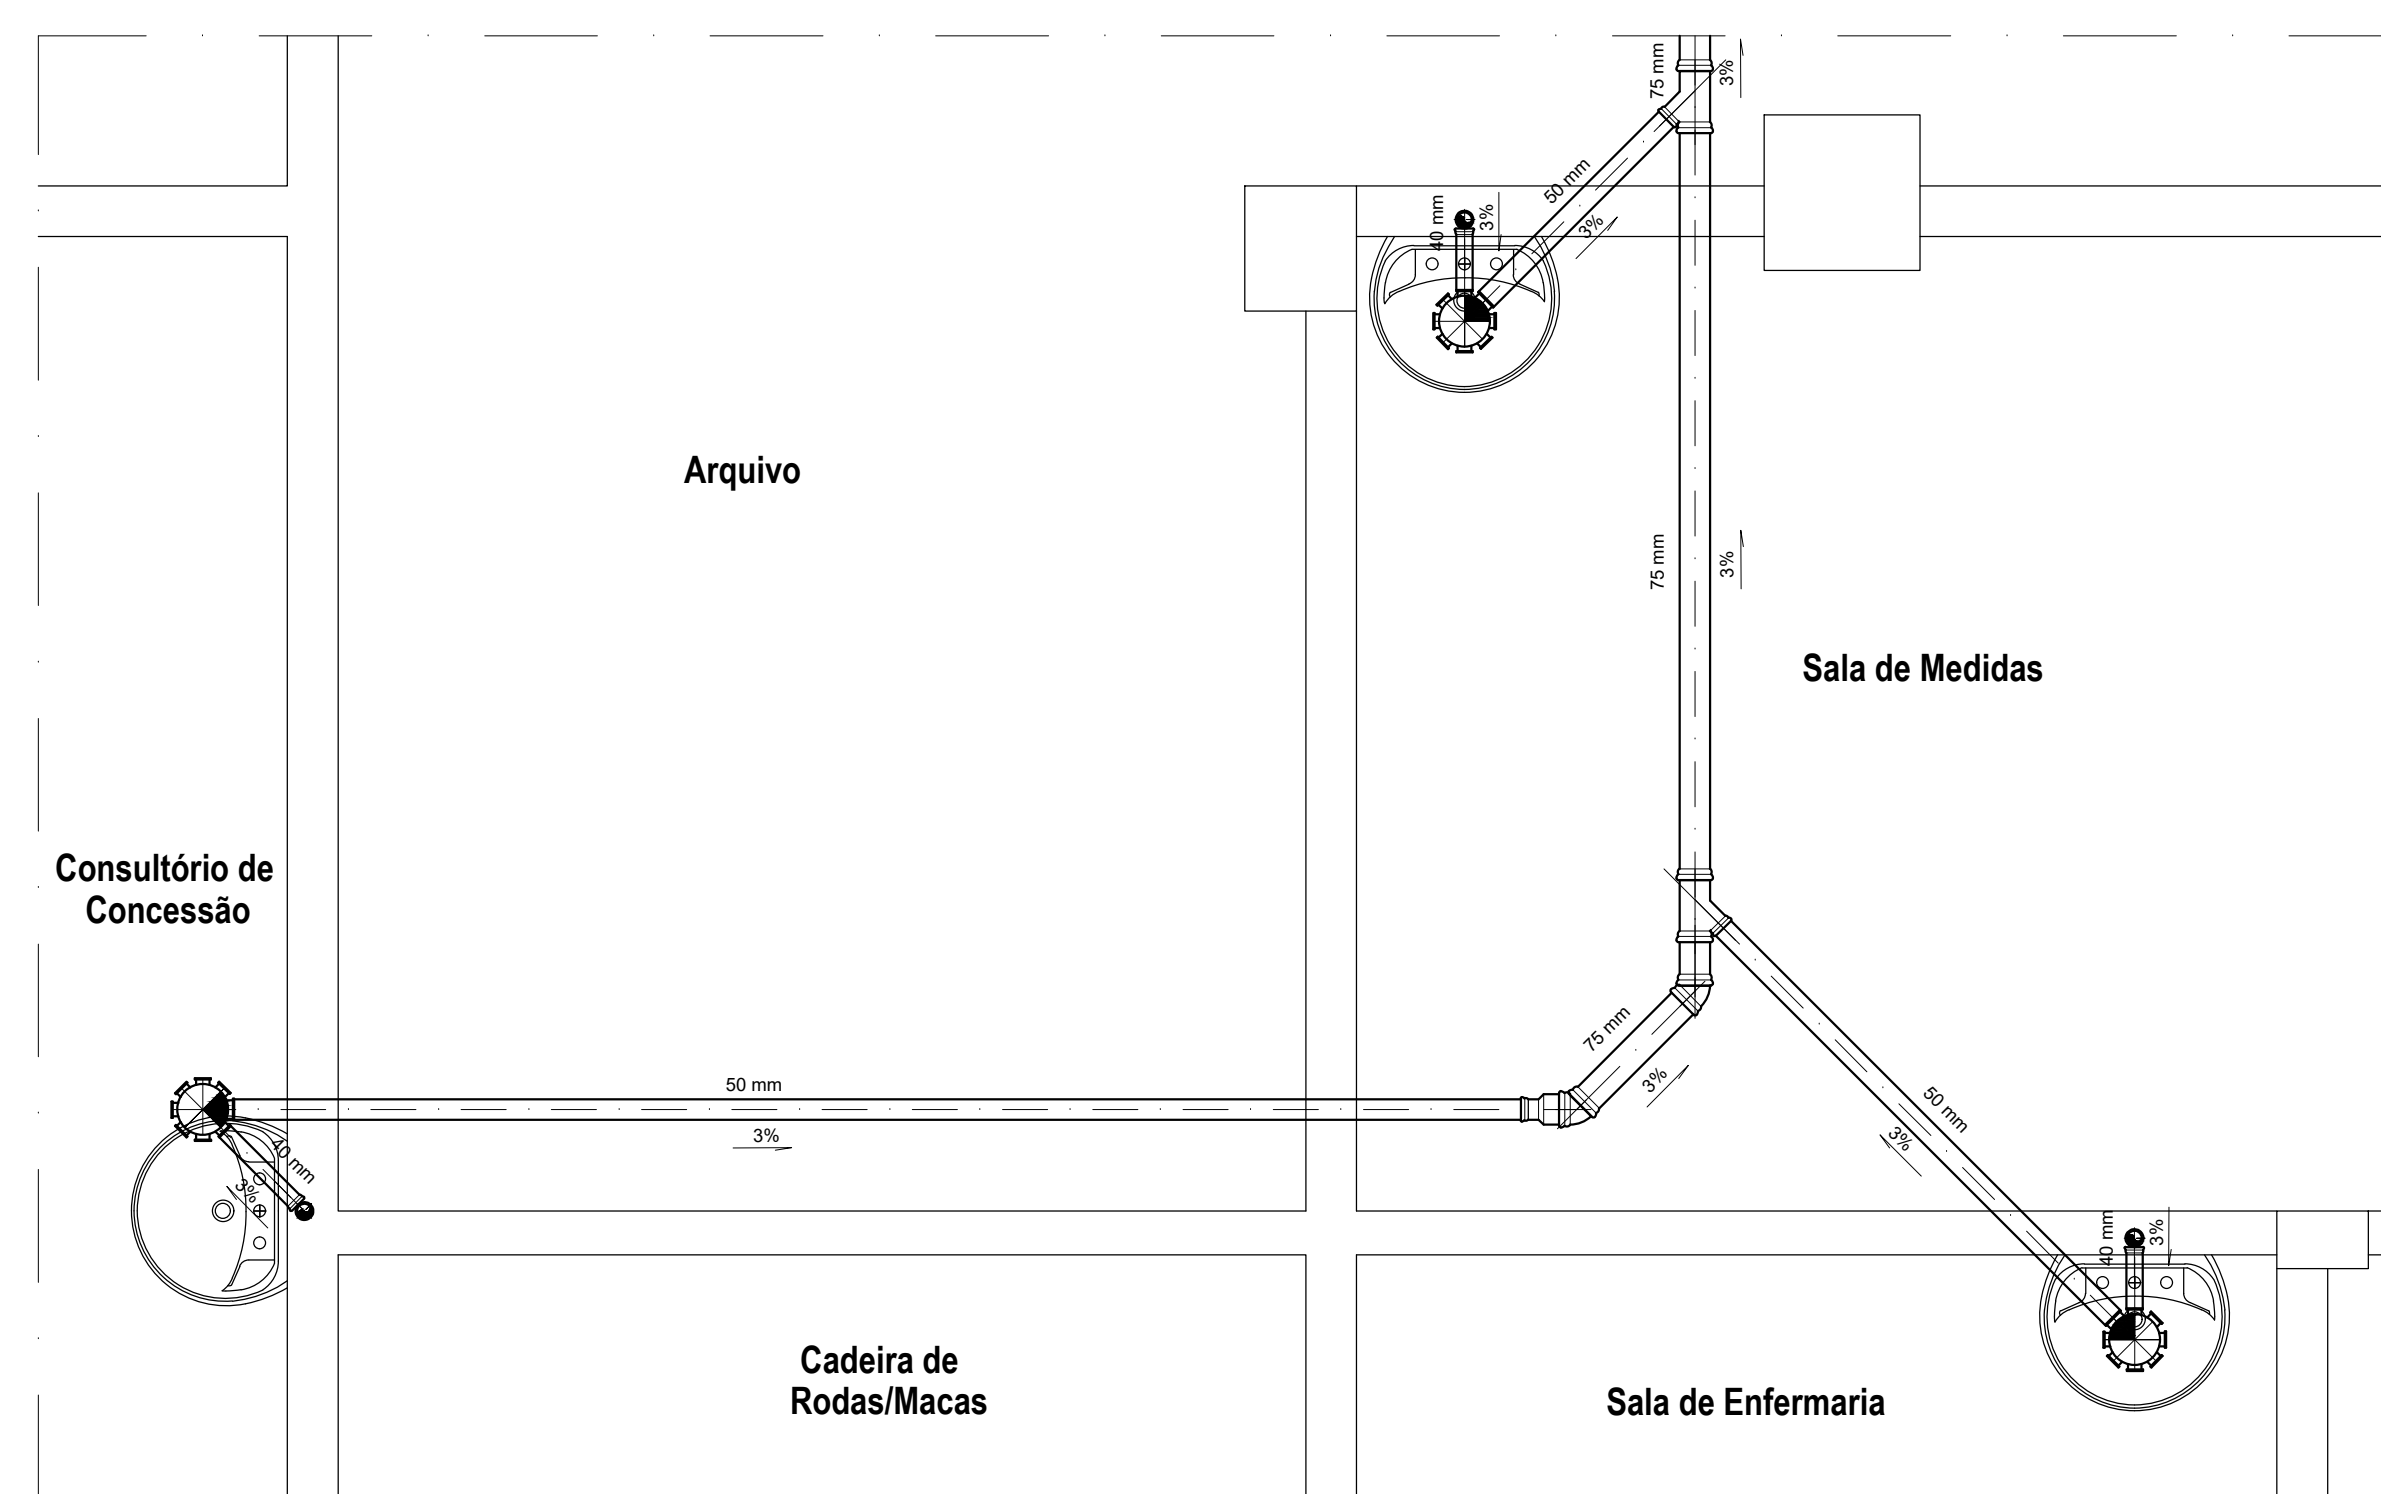 75 mm
3%
50 mm
3%
40 mm
3%
Arquivo
75 mm
3%
Sala de Medidas
Consultório de
Concessão
75 mm
3%
50 mm
3%
50 mm
3%
40 mm
3%
40 mm
3%
Cadeira de
Rodas/Macas
Sala de Enfermaria